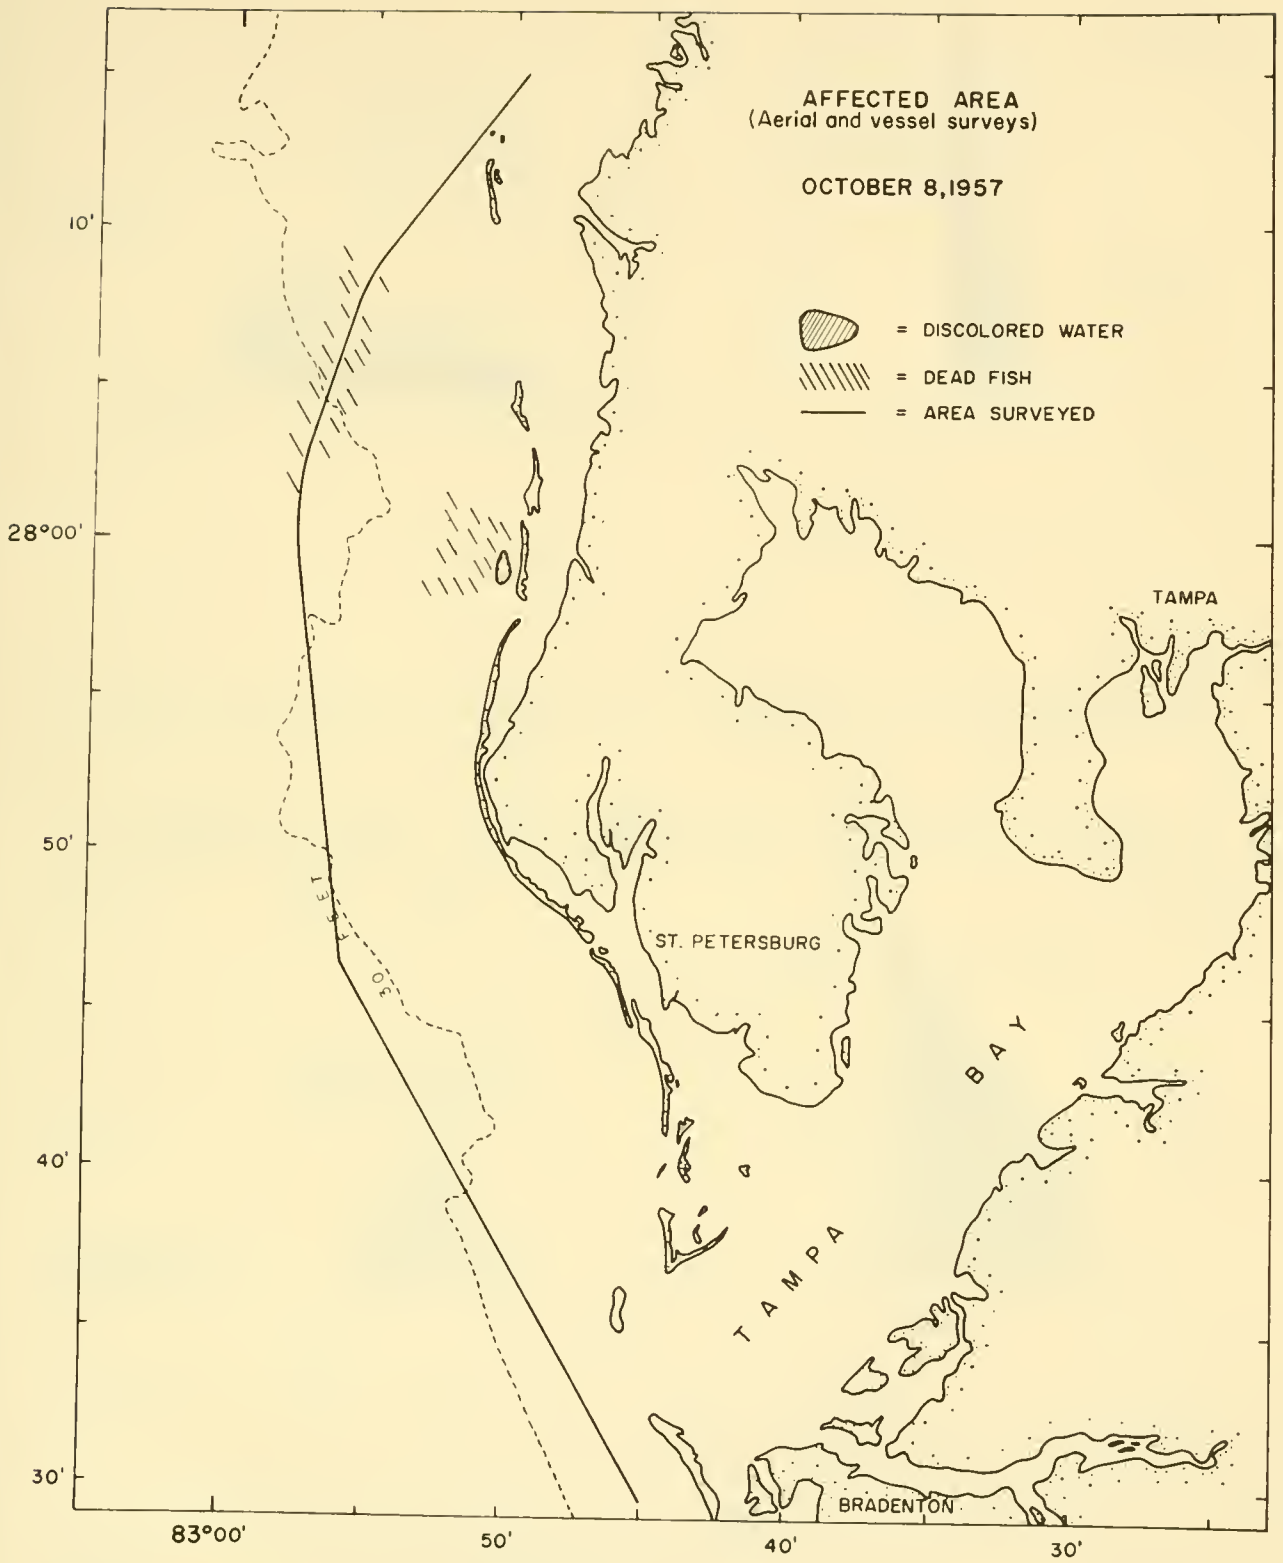 AFFECTED AREA
(Aerial and vessel surveys)
OCTOBER 8, 1957
10'
= DISCOLORED WATER
= DEAD FISH
= AREA SURVEYED
28°00'
TAMPA
50'
FEET
ST. PETERSBURG
30
BAY
40'
TAMPA
30'
BRADENTON
83°00'
50'
40'
30'